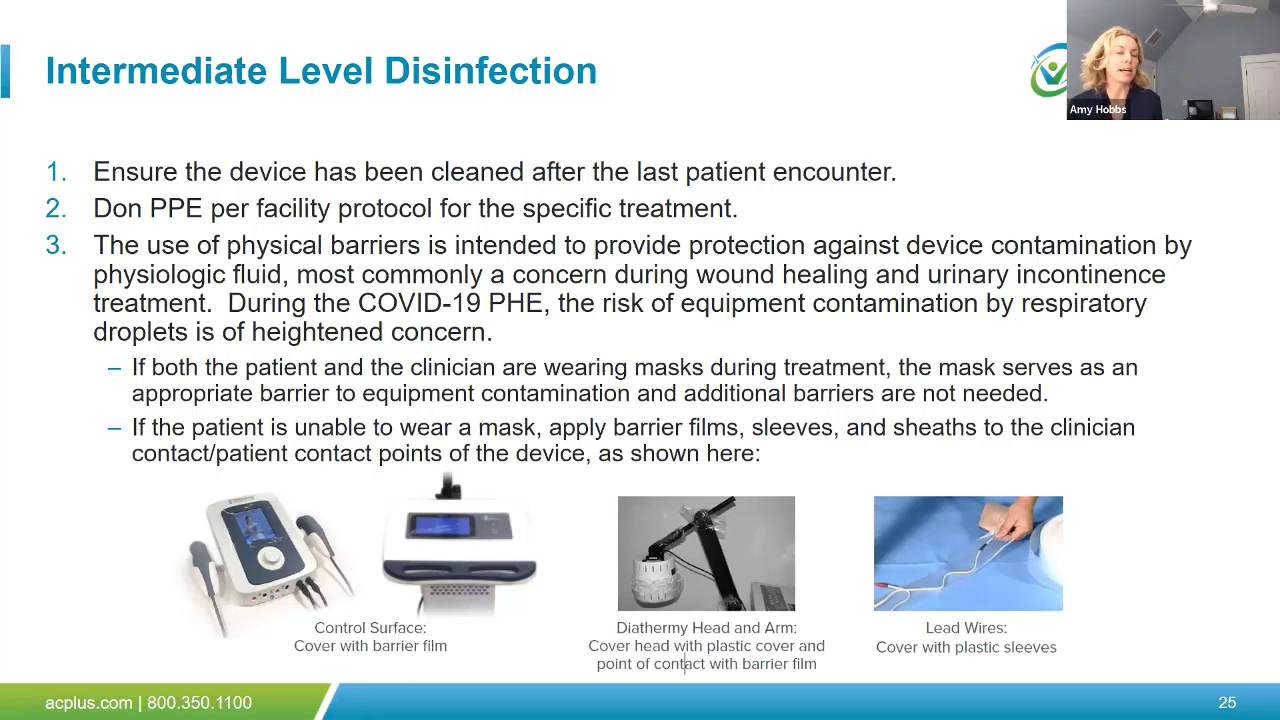 Intermediate Level Disinfection
Amy Hobbs
1. Ensure the device has been cleaned after the last patient encounter.
2. Don PPE per facility protocol for the specific treatment.
3. The use of physical barriers is intended to provide protection against device contamination by
physiologic fluid, most commonly a concern during wound healing and urinary incontinence
treatment. During the COVID-19 PHE, the risk of equipment contamination by respiratory
droplets is of heightened concern.
– If both the patient and the clinician are wearing masks during treatment, the mask serves as an
appropriate barrier to equipment contamination and additional barriers are not needed.
– If the patient is unable to wear a mask, apply barrier films, sleeves, and sheaths to the clinician
contact/patient contact points of the device, as shown here:
Control Surface:
Cover with barrier film
Diathermy Head and Arm:
Cover head with plastic cover and
point of contact with barrier film
Lead Wires:
Cover with plastic sleeves
acplus.com | 800.350.1100
25